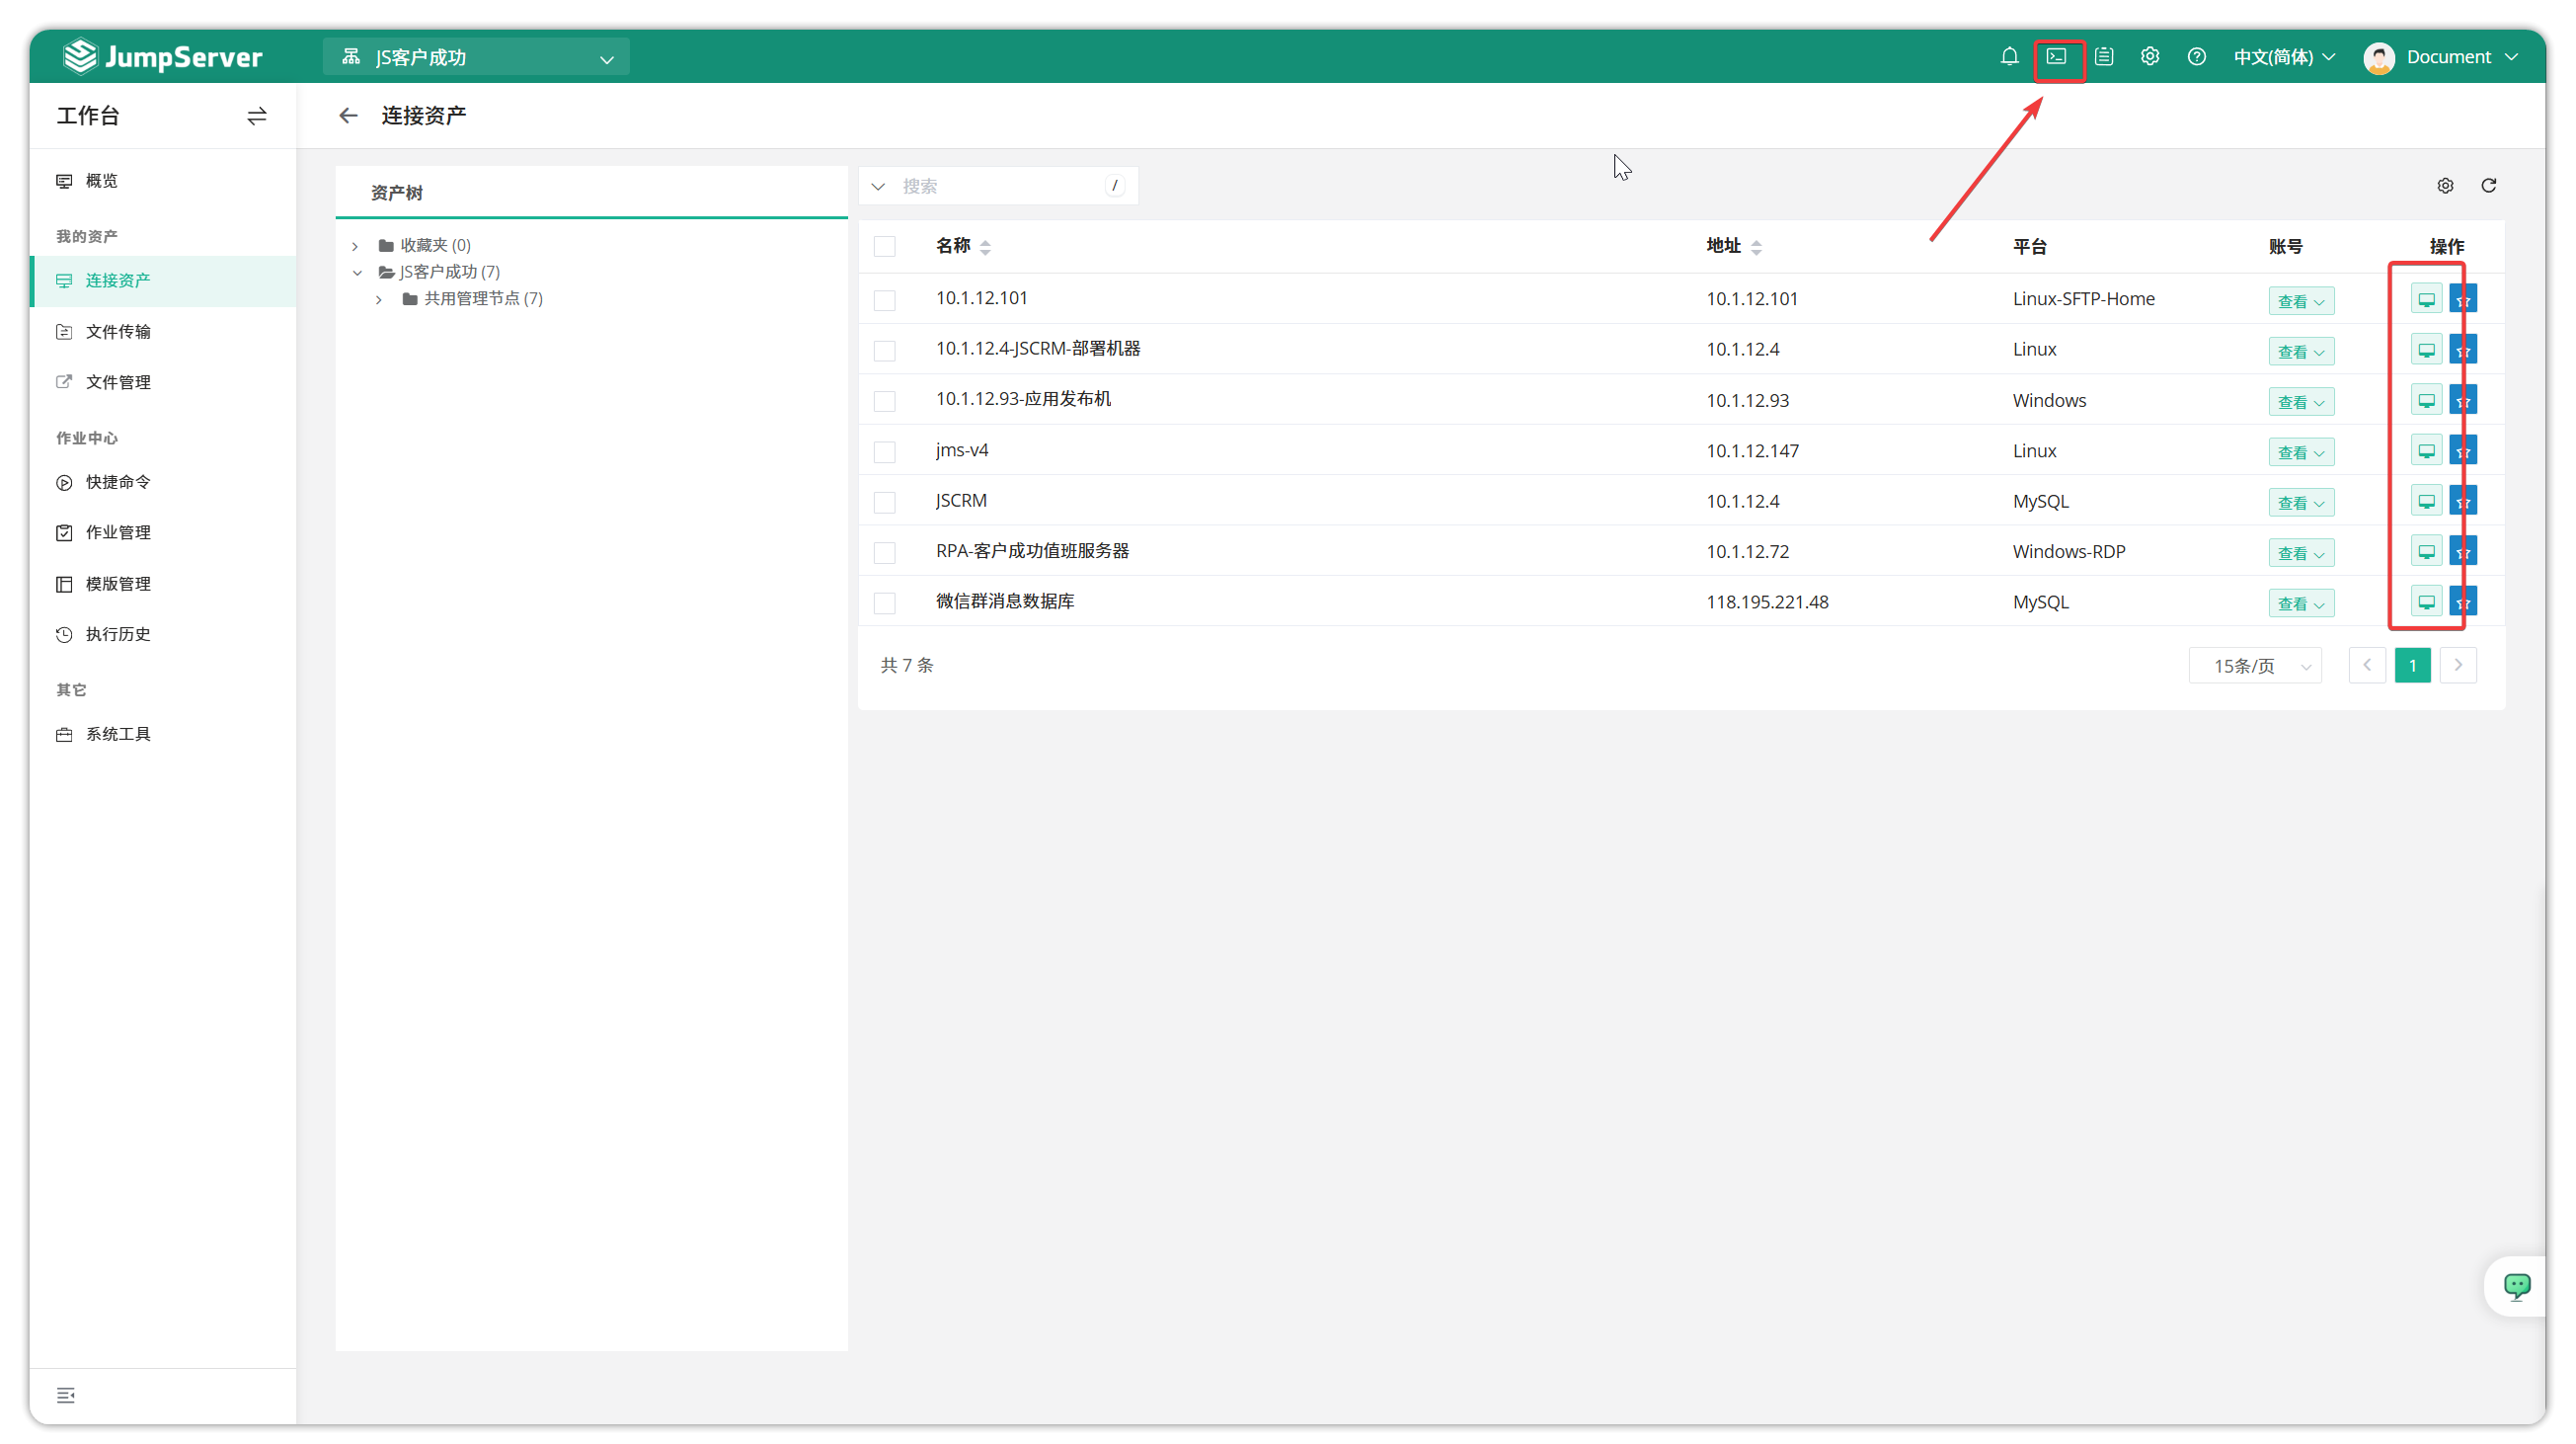 JumpServer
JS客户成功
中文(简体)
Document
工作台
连接资产
概览
我的资产
连接资产
文件传输
文件管理
作业中心
快捷命令
作业管理
模版管理
执行历史
其它
系统工具
资产树
收藏夹 (0)
JS客户成功 (7)
共用管理节点 (7)
搜索 /
名称 地址 平台 账号 操作
10.1.12.101 10.1.12.101 Linux-SFTP-Home 查看
10.1.12.4-JSCRM-部署机器 10.1.12.4 Linux 查看
10.1.12.93-应用发布机 10.1.12.93 Windows 查看
jms-v4 10.1.12.147 Linux 查看
JSCRM 10.1.12.4 MySQL 查看
RPA-客户成功值班服务器 10.1.12.72 Windows-RDP 查看
微信群消息数据库 118.195.221.48 MySQL 查看
共 7 条 15条/页 1